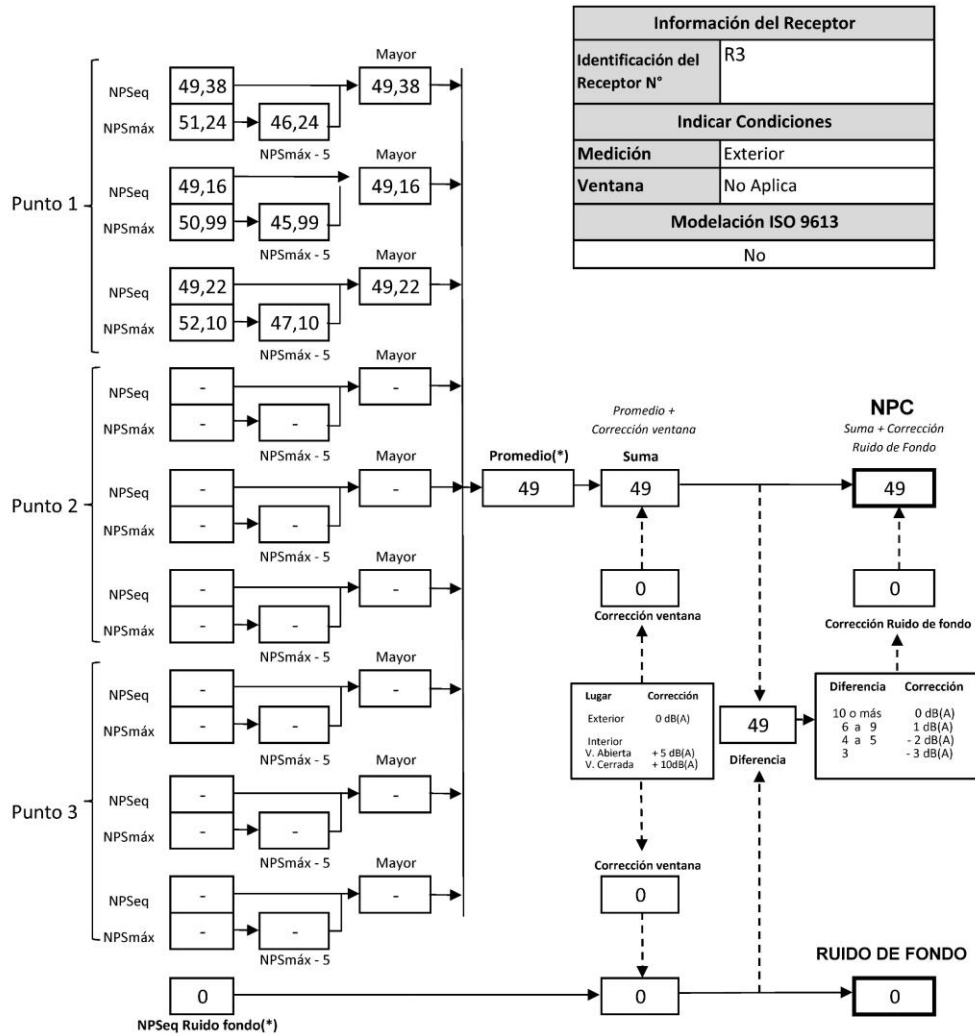 Información del Receptor
Identificación del Receptor N°
R3
Indicar Condiciones
Medición
Exterior
Ventana
No Aplica
Modelación ISO 9613
No
Punto 1
Mayor
NPSeq
49,38
49,38
NPSmáx
51,24
46,24
NPSmáx - 5
Mayor
NPSeq
49,16
49,16
NPSmáx
50,99
45,99
NPSmáx - 5
Mayor
NPSeq
49,22
49,22
NPSmáx
52,10
47,10
NPSmáx - 5
Punto 2
Mayor
NPSeq
-
-
NPSmáx
-
-
NPSmáx - 5
Mayor
NPSeq
-
-
NPSmáx
-
-
NPSmáx - 5
Mayor
NPSeq
-
-
NPSmáx
-
-
NPSmáx - 5
Punto 3
Mayor
NPSeq
-
-
NPSmáx
-
-
NPSmáx - 5
Mayor
NPSeq
-
-
NPSmáx
-
-
NPSmáx - 5
Mayor
NPSeq
-
-
NPSmáx
-
-
NPSmáx - 5
Promedio(*)
49
Promedio +
Corrección ventana
Suma
49
NPC
Suma + Corrección
Ruido de Fondo
49
0
Corrección ventana
0
Corrección Ruido de fondo
Lugar Corrección
Exterior 0 dB(A)
Interior
V. Abierta + 5 dB(A)
V. Cerrada + 10dB(A)
49
Diferencia
Diferencia Corrección
10 o más 0 dB(A)
6 a 9 1 dB(A)
4 a 5 - 2 dB(A)
3 - 3 dB(A)
Corrección ventana
0
RUIDO DE FONDO
0
0
0
NPSeq Ruido fondo(*)